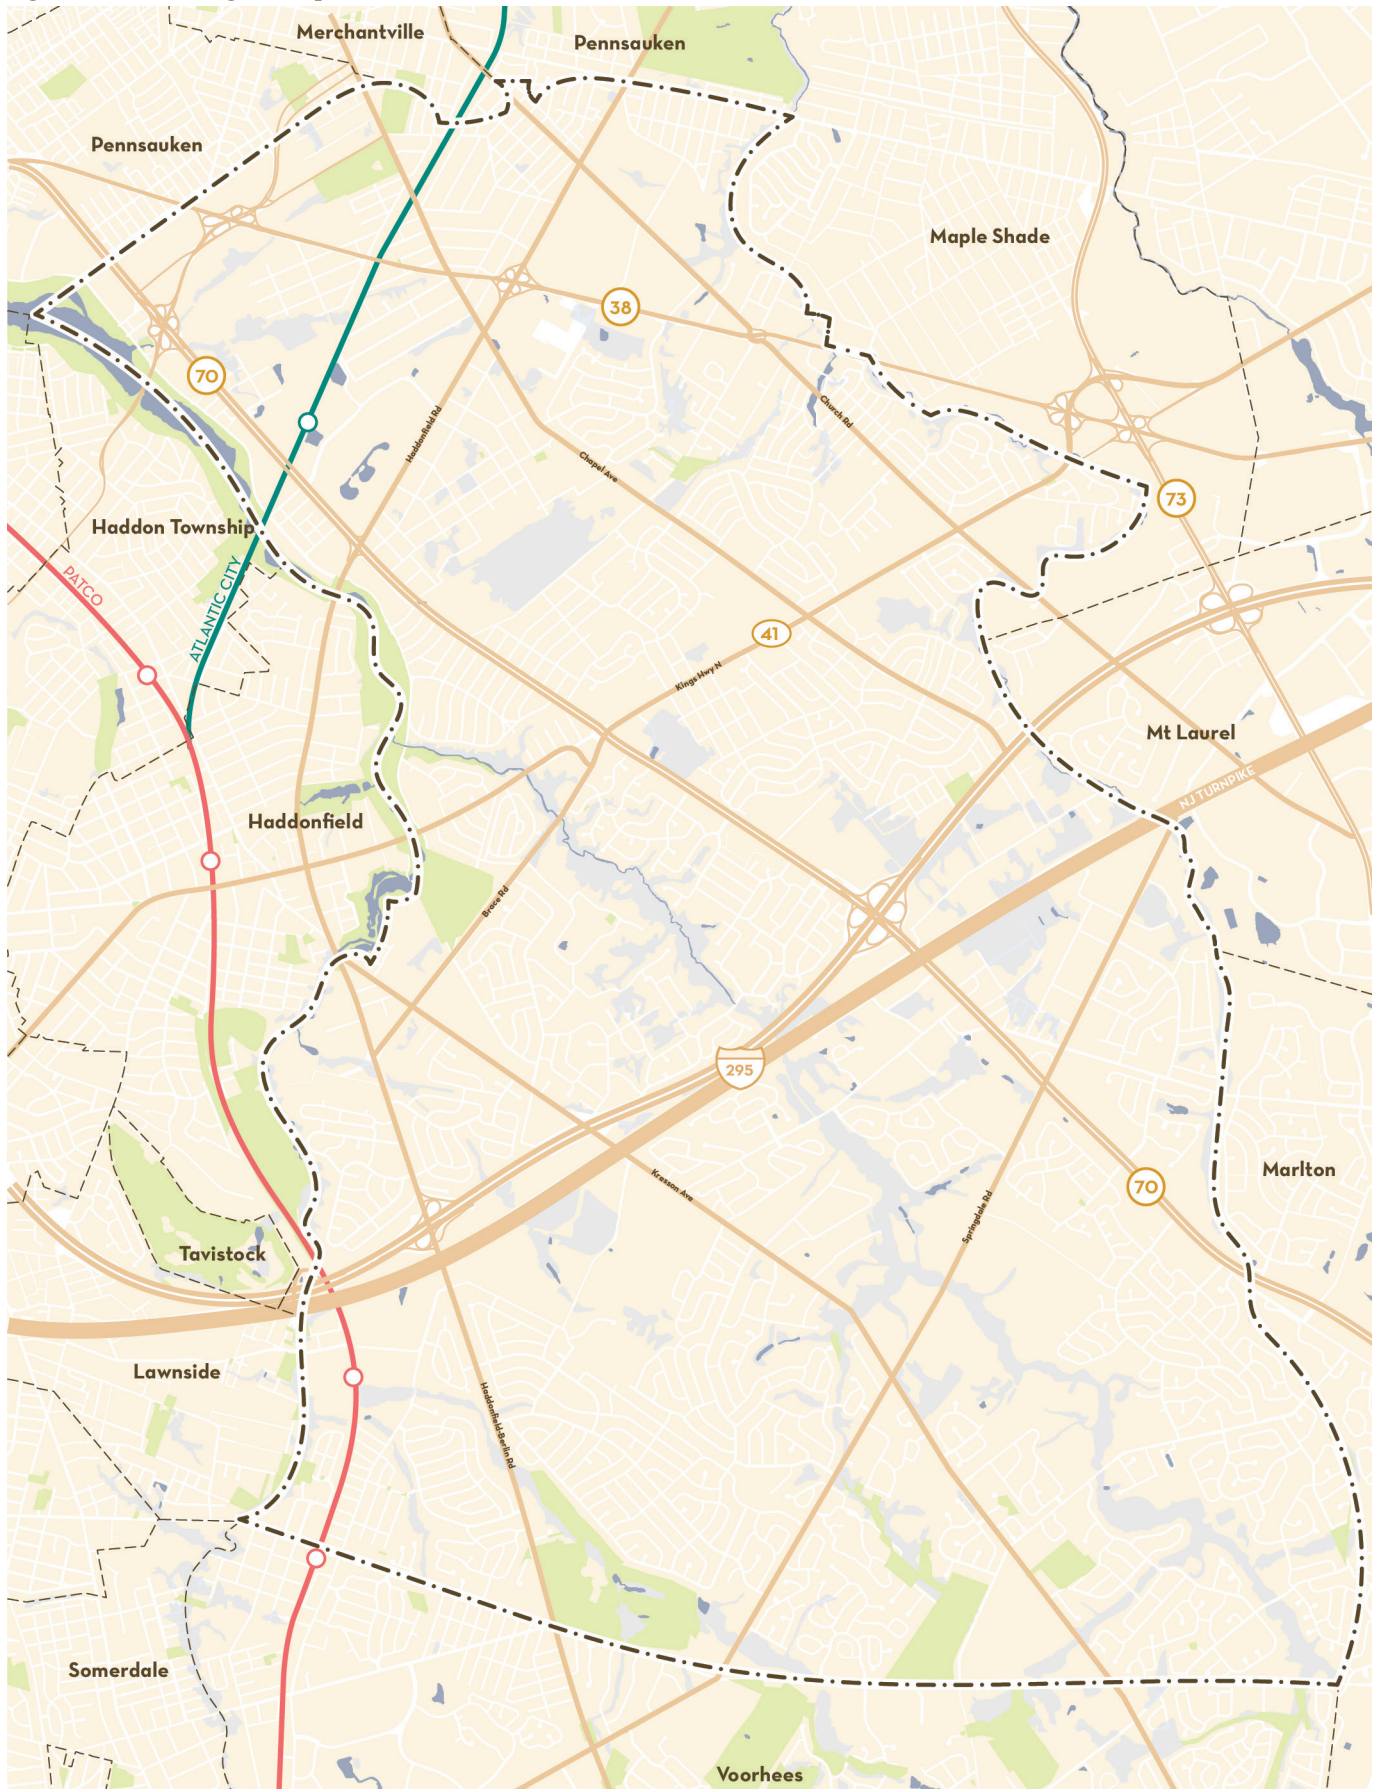 Merchantville
Pennsauken
Pennsauken
Maple Shade
38
70
Haddonfield Rd
Church Rd
Chapel Ave
73
Haddon Township
PATCO
ATLANTIC CITY
41
Kings Hwy N
Mt Laurel
NJ TURNPIKE
Haddonfield
Brace Rd
295
Kresson Ave
Marlton
70
Springdale Rd
Tavistock
Lawnside
Haddonfield-Berlin Rd
Somerdale
Voorhees